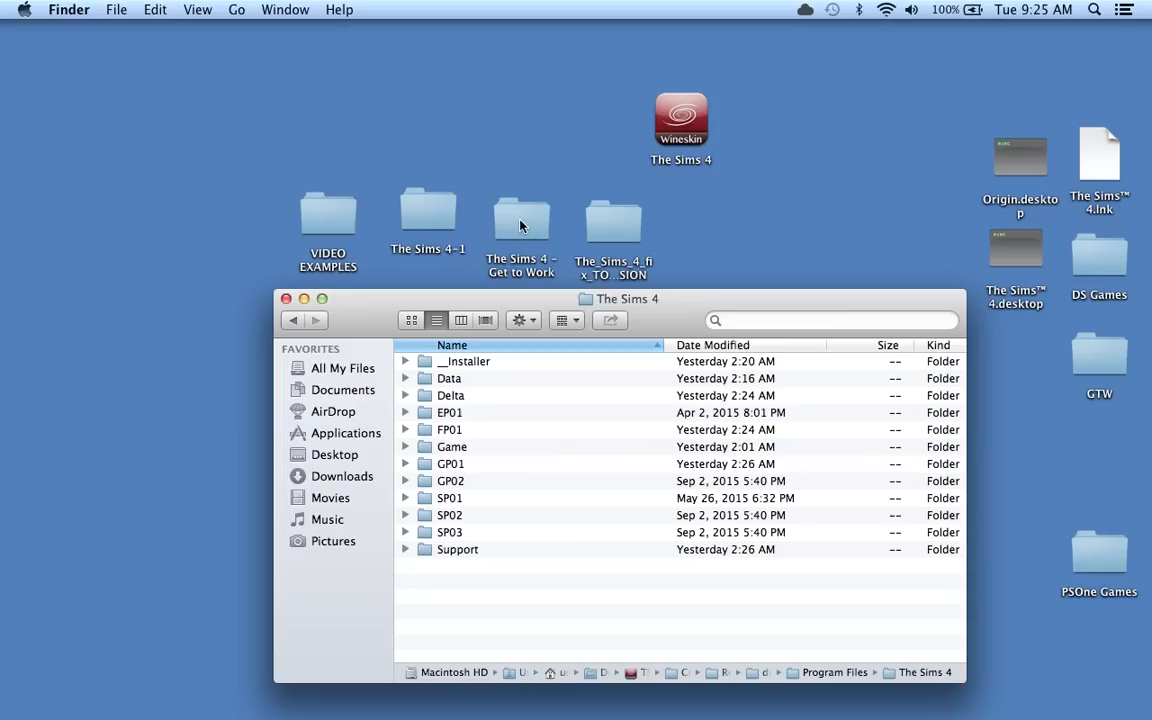 Finder File Edit View Go Window Help 100% Tue 9:25 AM
Wineskin
The Sims 4
VIDEO
EXAMPLES
The Sims 4-1
The Sims 4 -
Get to Work
The_Sims_4_fi
x_TO...SION
Origin.deskto
p
The Sims™
4.lnk
The Sims™
4.desktop
DS Games
GTW
PSOne Games
The Sims 4
FAVORITES
All My Files
Documents
AirDrop
Applications
Desktop
Downloads
Movies
Music
Pictures
Name Date Modified Size Kind
__Installer Yesterday 2:20 AM -- Folder
Data Yesterday 2:16 AM -- Folder
Delta Yesterday 2:24 AM -- Folder
EP01 Apr 2, 2015 8:01 PM -- Folder
FP01 Yesterday 2:24 AM -- Folder
Game Yesterday 2:01 AM -- Folder
GP01 Yesterday 2:26 AM -- Folder
GP02 Sep 2, 2015 5:40 PM -- Folder
SP01 May 26, 2015 6:32 PM -- Folder
SP02 Sep 2, 2015 5:40 PM -- Folder
SP03 Sep 2, 2015 5:40 PM -- Folder
Support Yesterday 2:26 AM -- Folder
Macintosh HD Program Files The Sims 4